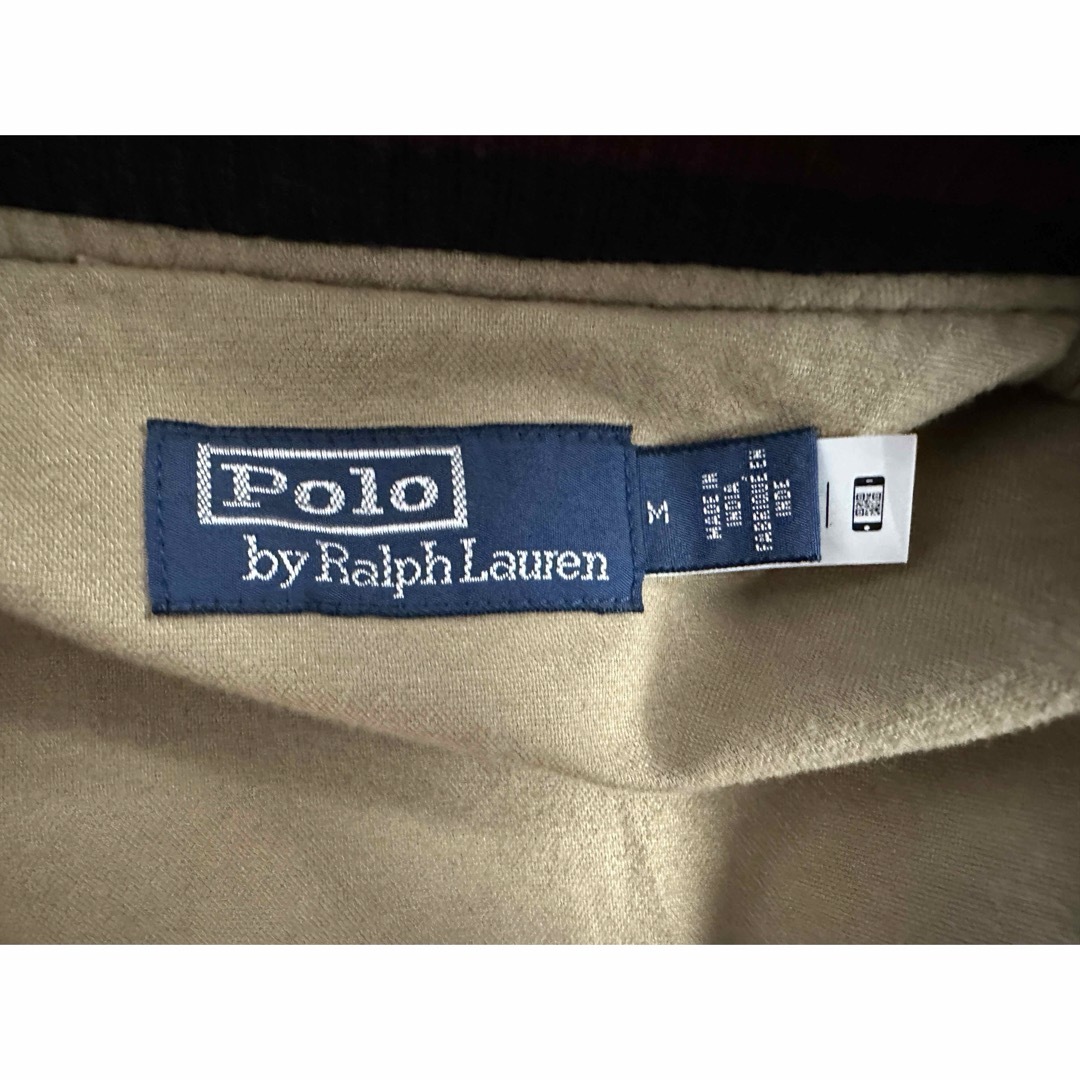 Polo
by Ralph Lauren
M
MADE IN
INDIA
FABRIQUÉ EN
INDE